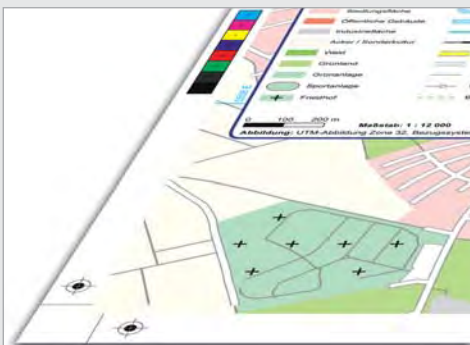 Siedlungsfläche
Öffentliche Gebäude
Industriefläche
Acker / Sonderkultur
Wald
Grünland
Grünanlage
Sportanlage
Friedhof
0 100 200 m
Maßstab: 1 : 12 000
Abbildung: UTM-Abbildung Zone 32, Bezugssystem